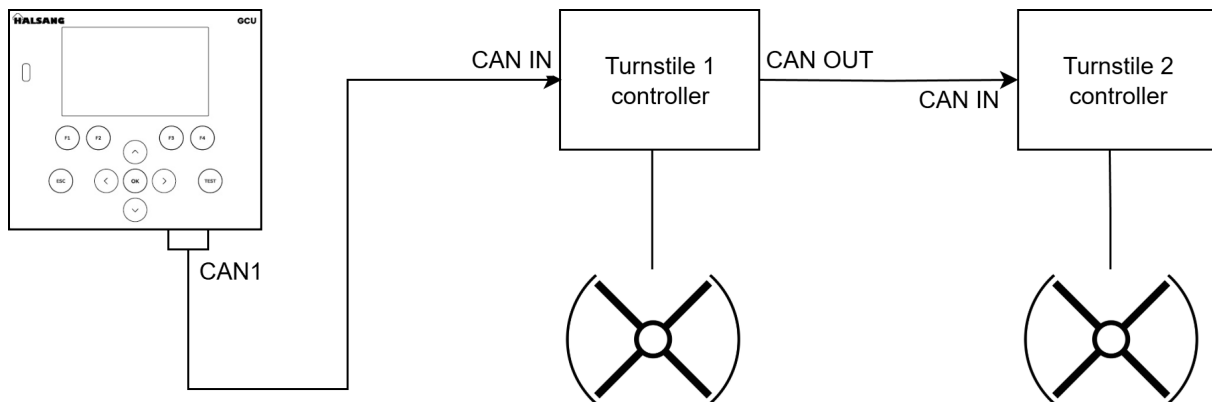 HALSANG
GCU
F1
F2
F3
F4
ESC
OK
TEST
CAN1
CAN IN
Turnstile 1
controller
CAN OUT
CAN IN
Turnstile 2
controller